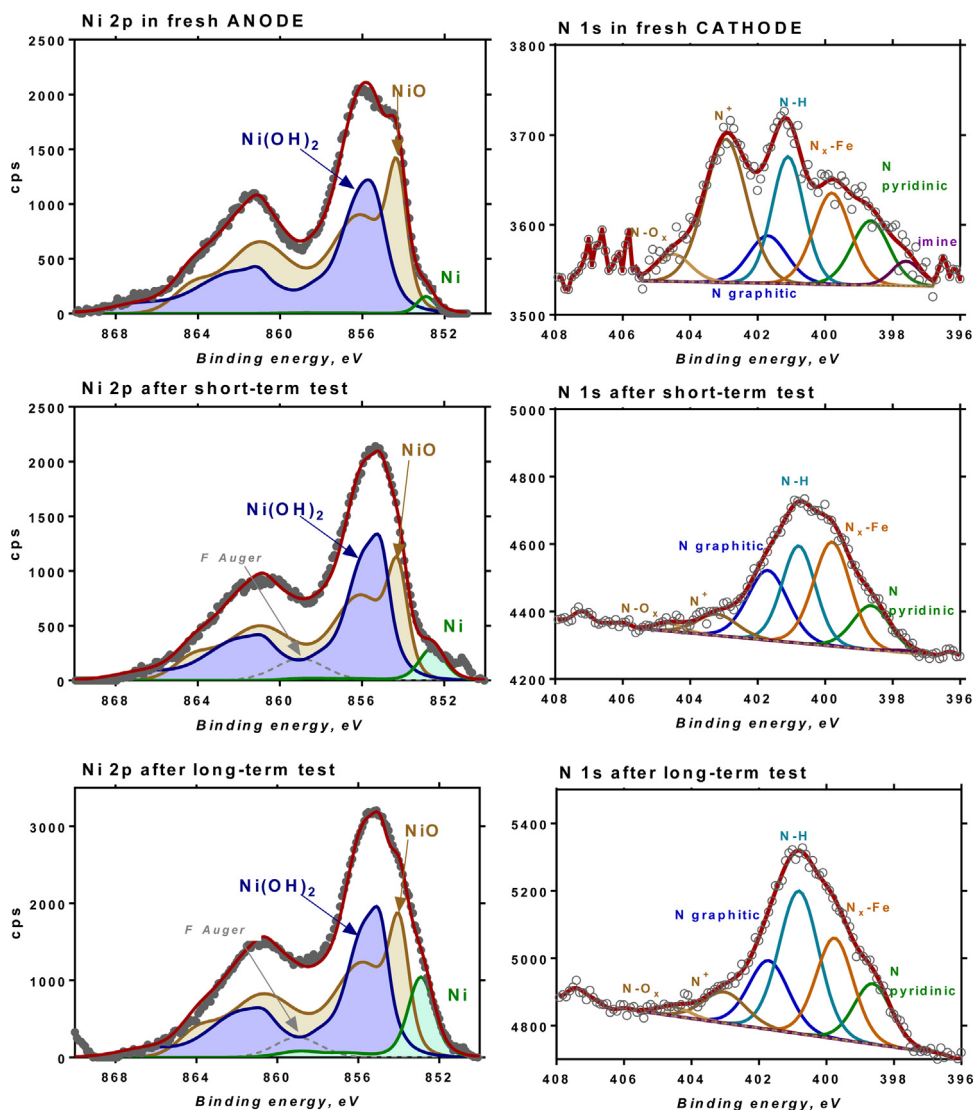 Ni 2p in fresh ANODE
2500
2000
1500
1000
500
0
cps
868
864
860
856
852
Binding energy, eV
NiO
Ni(OH)₂
Ni
N 1s in fresh CATHODE
3800
3700
3600
3500
N⁺
N-H
Nₓ-Fe
N
pyridinic
N-Oₓ
imine
N graphitic
408
406
404
402
400
398
396
Binding energy, eV
Ni 2p after short-term test
2500
2000
1500
1000
500
0
cps
868
864
860
856
852
Binding energy, eV
NiO
Ni(OH)₂
F Auger
Ni
N 1s after short-term test
5000
4800
4600
4400
4200
N-H
Nₓ-Fe
N graphitic
N
pyridinic
N-Oₓ
N⁺
408
406
404
402
400
398
396
Binding energy, eV
Ni 2p after long-term test
3000
2000
1000
0
cps
868
864
860
856
852
Binding energy, eV
NiO
Ni(OH)₂
F Auger
Ni
N 1s after long-term test
5400
5200
5000
4800
N-H
Nₓ-Fe
N graphitic
N
pyridinic
N-Oₓ
N⁺
408
406
404
402
400
398
396
Binding energy, eV